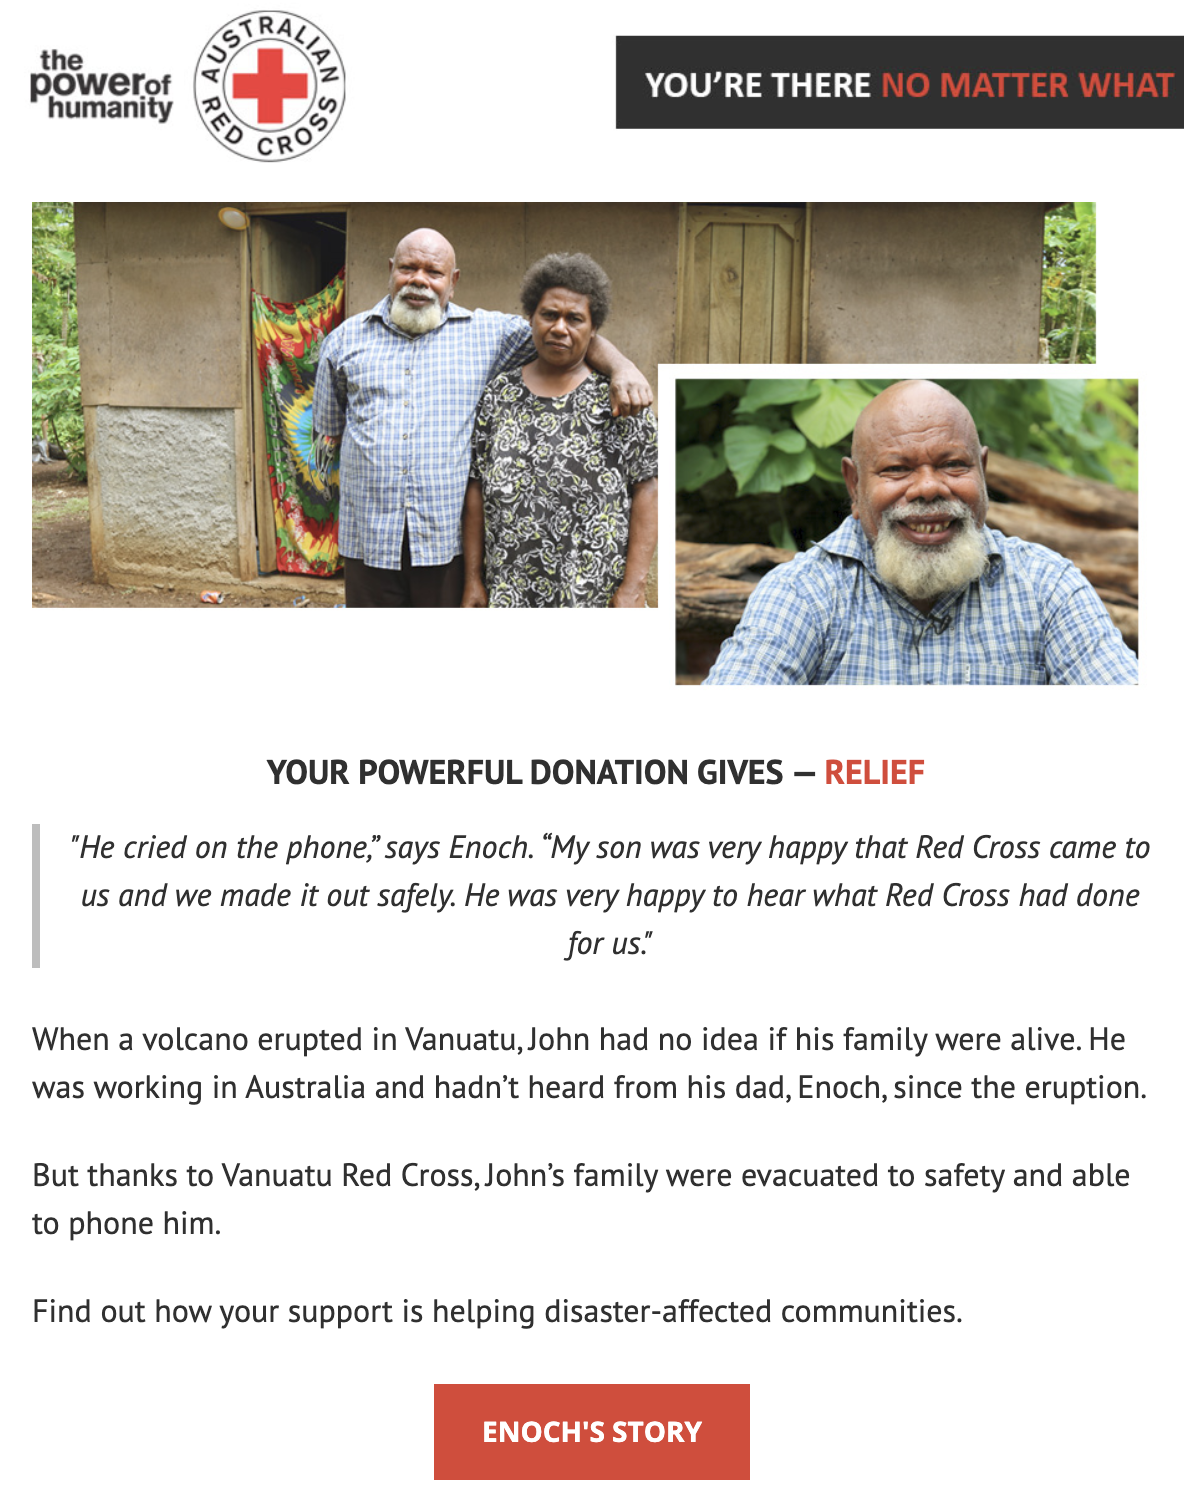 the
power of
humanity
AUSTRALIAN
RED CROSS
YOU’RE THERE NO MATTER WHAT
YOUR POWERFUL DONATION GIVES — RELIEF
"He cried on the phone,” says Enoch. “My son was very happy that Red Cross came to
us and we made it out safely. He was very happy to hear what Red Cross had done
for us."
When a volcano erupted in Vanuatu, John had no idea if his family were alive. He
was working in Australia and hadn’t heard from his dad, Enoch, since the eruption.
But thanks to Vanuatu Red Cross, John’s family were evacuated to safety and able
to phone him.
Find out how your support is helping disaster-affected communities.
ENOCH'S STORY